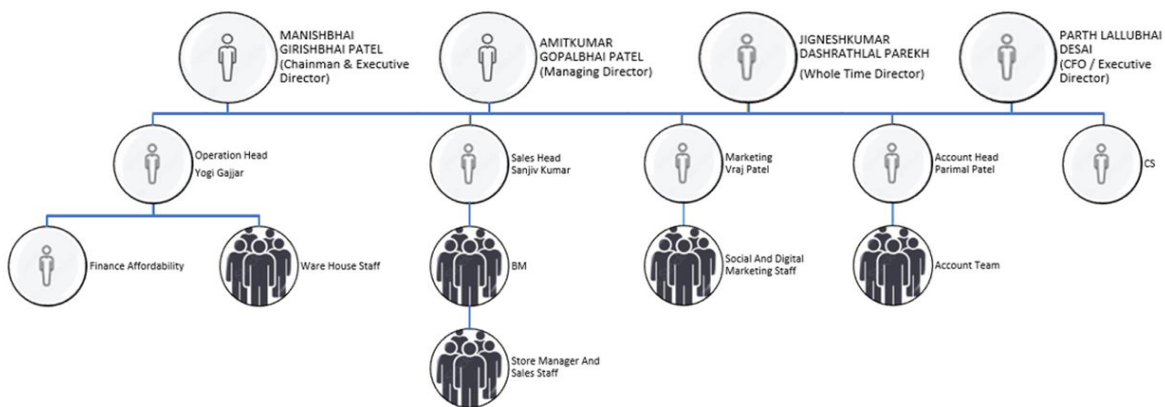 MANISHBHAI
GIRISHBHAI PATEL
(Chairman & Executive
Director)
AMITKUMAR
GOPALBHAI PATEL
(Managing Director)
JIGNESHKUMAR
DASHRATHLAL PAREKH
(Whole Time Director)
PARTH LALLUBHAI
DESAI
(CFO / Executive
Director)
Operation Head
Yogi Gajjar
Sales Head
Sanjiv Kumar
Marketing
Vraj Patel
Account Head
Parimal Patel
CS
Finance Affordability
Ware House Staff
BM
Social And Digital
Marketing Staff
Account Team
Store Manager And
Sales Staff